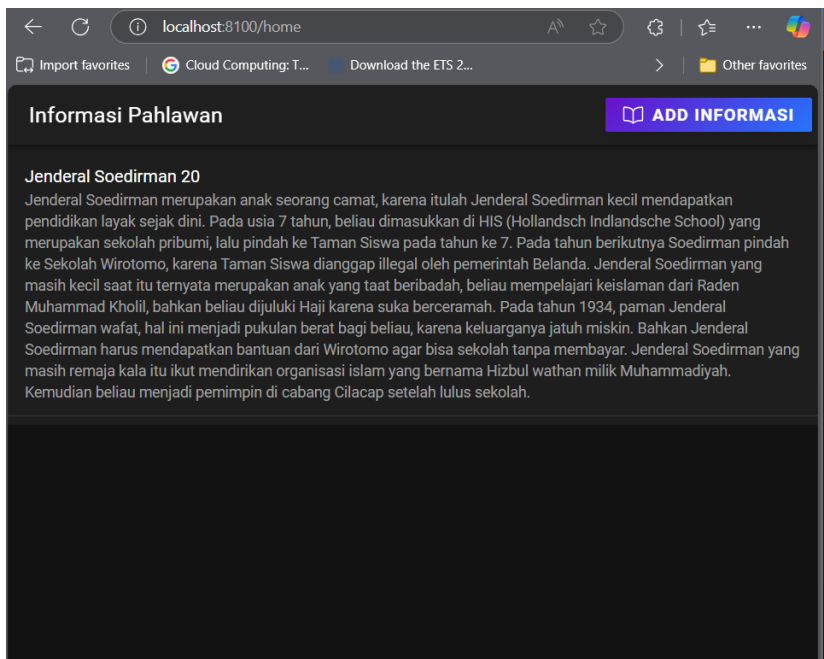 localhost:8100/home
Import favorites
Cloud Computing: T...
Download the ETS 2...
Other favorites
Informasi Pahlawan
ADD INFORMASI
Jenderal Soedirman 20
Jenderal Soedirman merupakan anak seorang camat, karena itulah Jenderal Soedirman kecil mendapatkan
pendidikan layak sejak dini. Pada usia 7 tahun, beliau dimasukkan di HIS (Hollandsch Indlandsche School) yang
merupakan sekolah pribumi, lalu pindah ke Taman Siswa pada tahun ke 7. Pada tahun berikutnya Soedirman pindah
ke Sekolah Wirotomo, karena Taman Siswa dianggap illegal oleh pemerintah Belanda. Jenderal Soedirman yang
masih kecil saat itu ternyata merupakan anak yang taat beribadah, beliau mempelajari keislaman dari Raden
Muhammad Kholil, bahkan beliau dijuluki Haji karena suka berceramah. Pada tahun 1934, paman Jenderal
Soedirman wafat, hal ini menjadi pukulan berat bagi beliau, karena keluarganya jatuh miskin. Bahkan Jenderal
Soedirman harus mendapatkan bantuan dari Wirotomo agar bisa sekolah tanpa membayar. Jenderal Soedirman yang
masih remaja kala itu ikut mendirikan organisasi islam yang bernama Hizbul wathan milik Muhammadiyah.
Kemudian beliau menjadi pemimpin di cabang Cilacap setelah lulus sekolah.